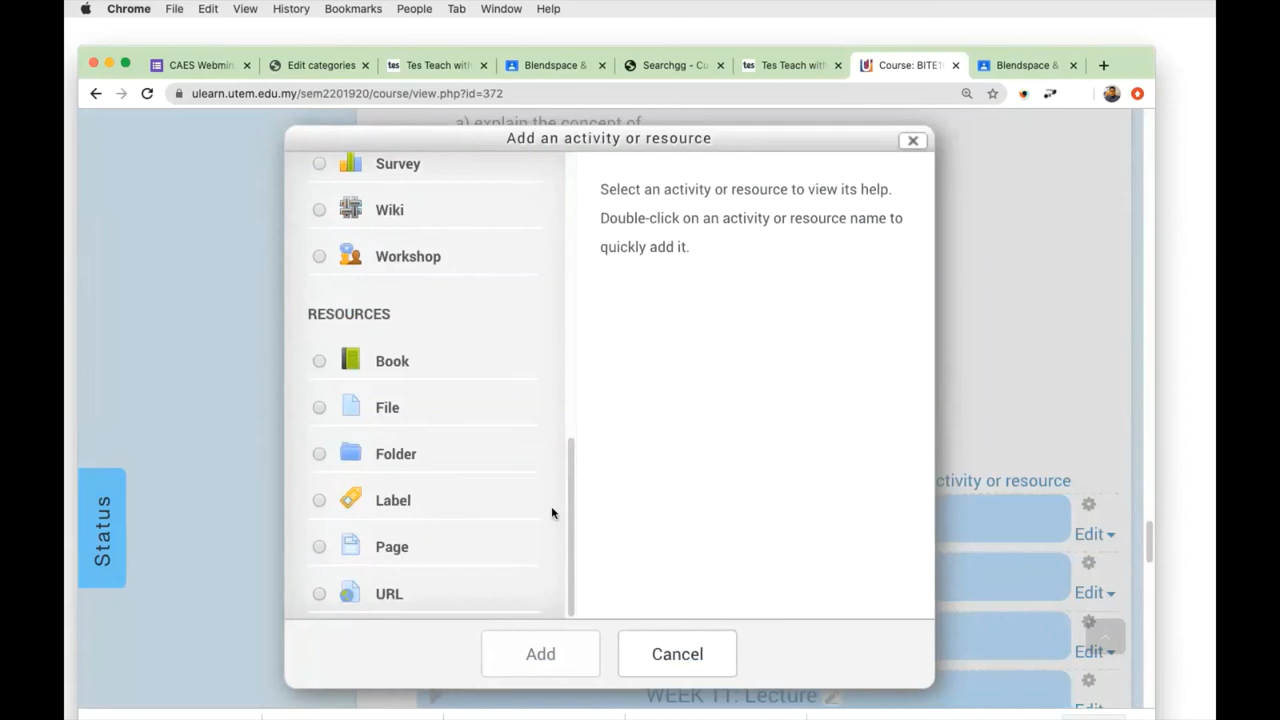 Chrome File Edit View History Bookmarks People Tab Window Help
CAES Webmin Edit categories tes Tes Teach with Blendspace & Searchgg - Cu tes Tes Teach with Course: BITE1 Blendspace &
ulearn.utem.edu.my/sem2201920/course/view.php?id=372
a) explain the concept of
Add an activity or resource
Survey
Wiki
Workshop
RESOURCES
Book
File
Folder
Label
Page
URL
Select an activity or resource to view its help.
Double-click on an activity or resource name to
quickly add it.
Add
Cancel
Status
ctivity or resource
Edit
Edit
Edit
Edit
WEEK 11: Lecture